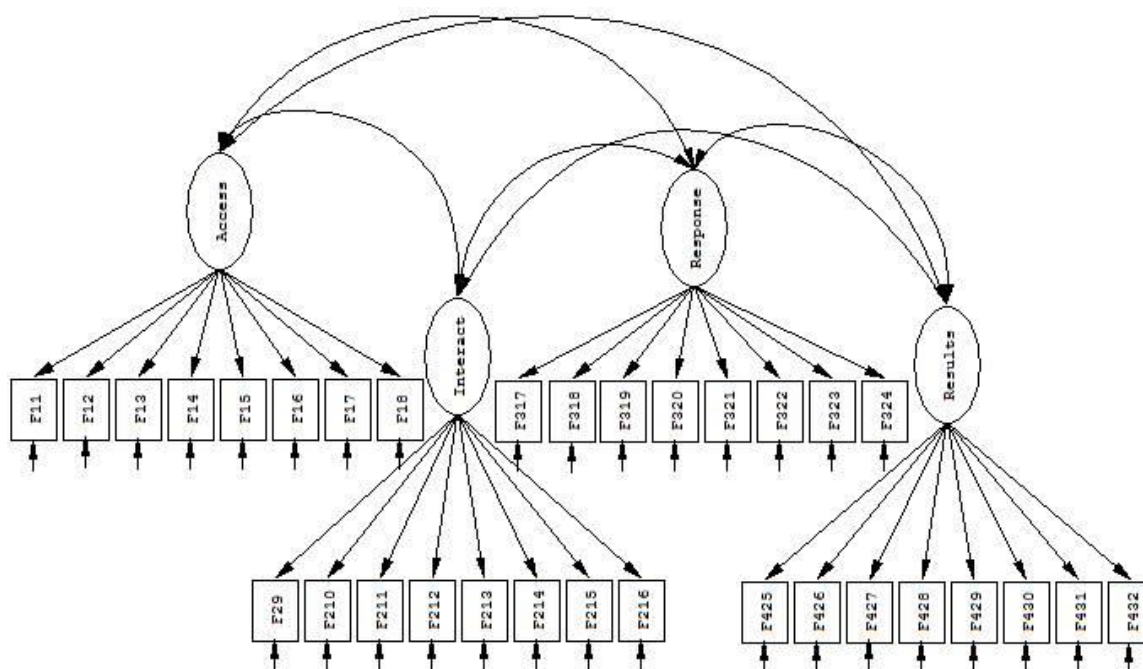 Access
Response
Interact
Results
F11
F12
F13
F14
F15
F16
F17
F18
F317
F318
F319
F320
F321
F322
F323
F324
F29
F210
F211
F212
F213
F214
F215
F216
F425
F426
F427
F428
F429
F430
F431
F432